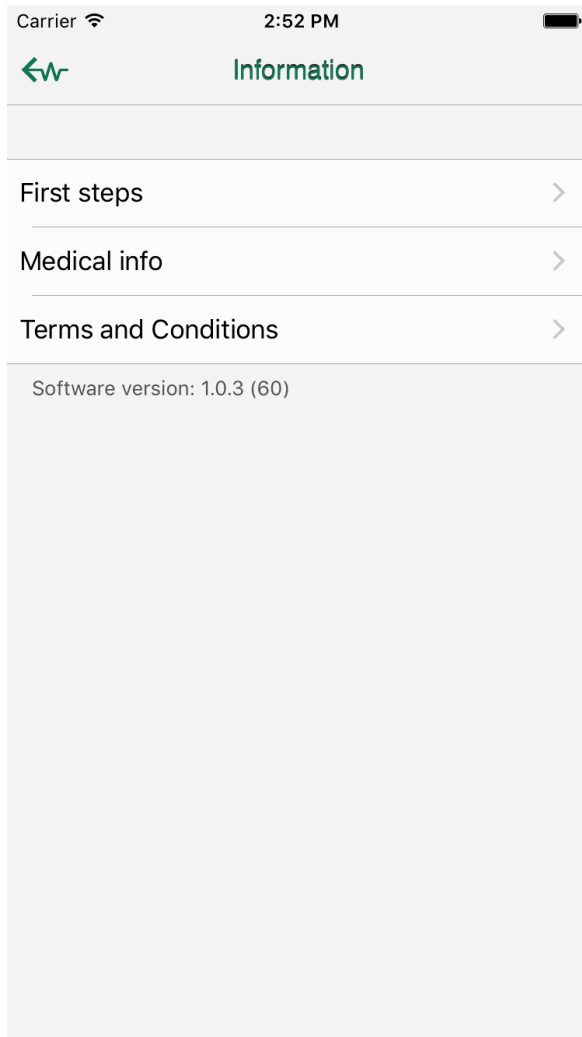 Carrier 2:52 PM
Information
First steps
Medical info
Terms and Conditions
Software version: 1.0.3 (60)